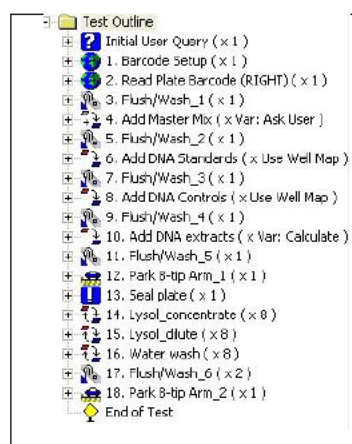 Test Outline
Initial User Query ( x 1 )
1. Barcode Setup ( x 1 )
2. Read Plate Barcode (RIGHT) ( x 1 )
3. Flush/Wash_1 ( x 1 )
4. Add Master Mix ( x Var: Ask User )
5. Flush/Wash_2 ( x 1 )
6. Add DNA Standards ( x Use Well Map )
7. Flush/Wash_3 ( x 1 )
8. Add DNA Controls ( x Use Well Map )
9. Flush/Wash_4 ( x 1 )
10. Add DNA extracts ( x Var: Calculate )
11. Flush/Wash_5 ( x 1 )
12. Park 8-tip Arm_1 ( x 1 )
13. Seal plate ( x 1 )
14. Lysol_concentrate ( x 8 )
15. Lysol_dilute ( x 8 )
16. Water wash ( x 8 )
17. Flush/Wash_6 ( x 2 )
18. Park 8-tip Arm_2 ( x 1 )
End of Test